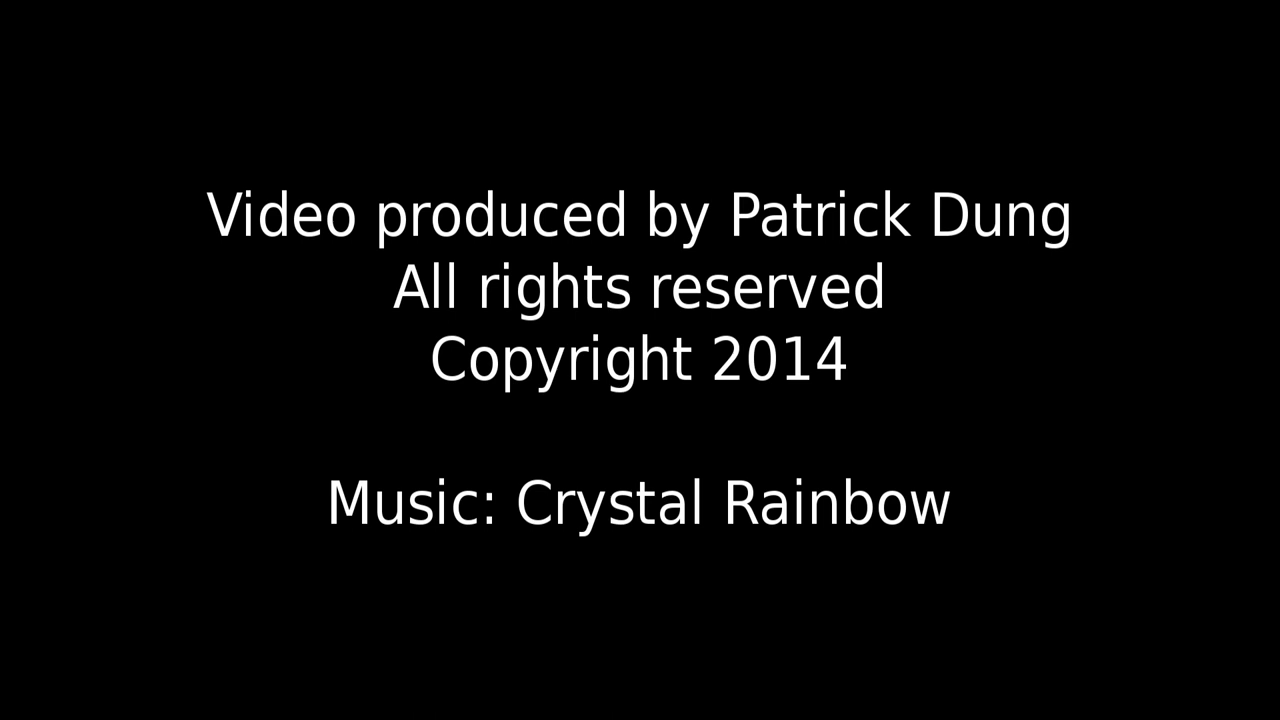 Video produced by Patrick Dung
All rights reserved
Copyright 2014
Music: Crystal Rainbow